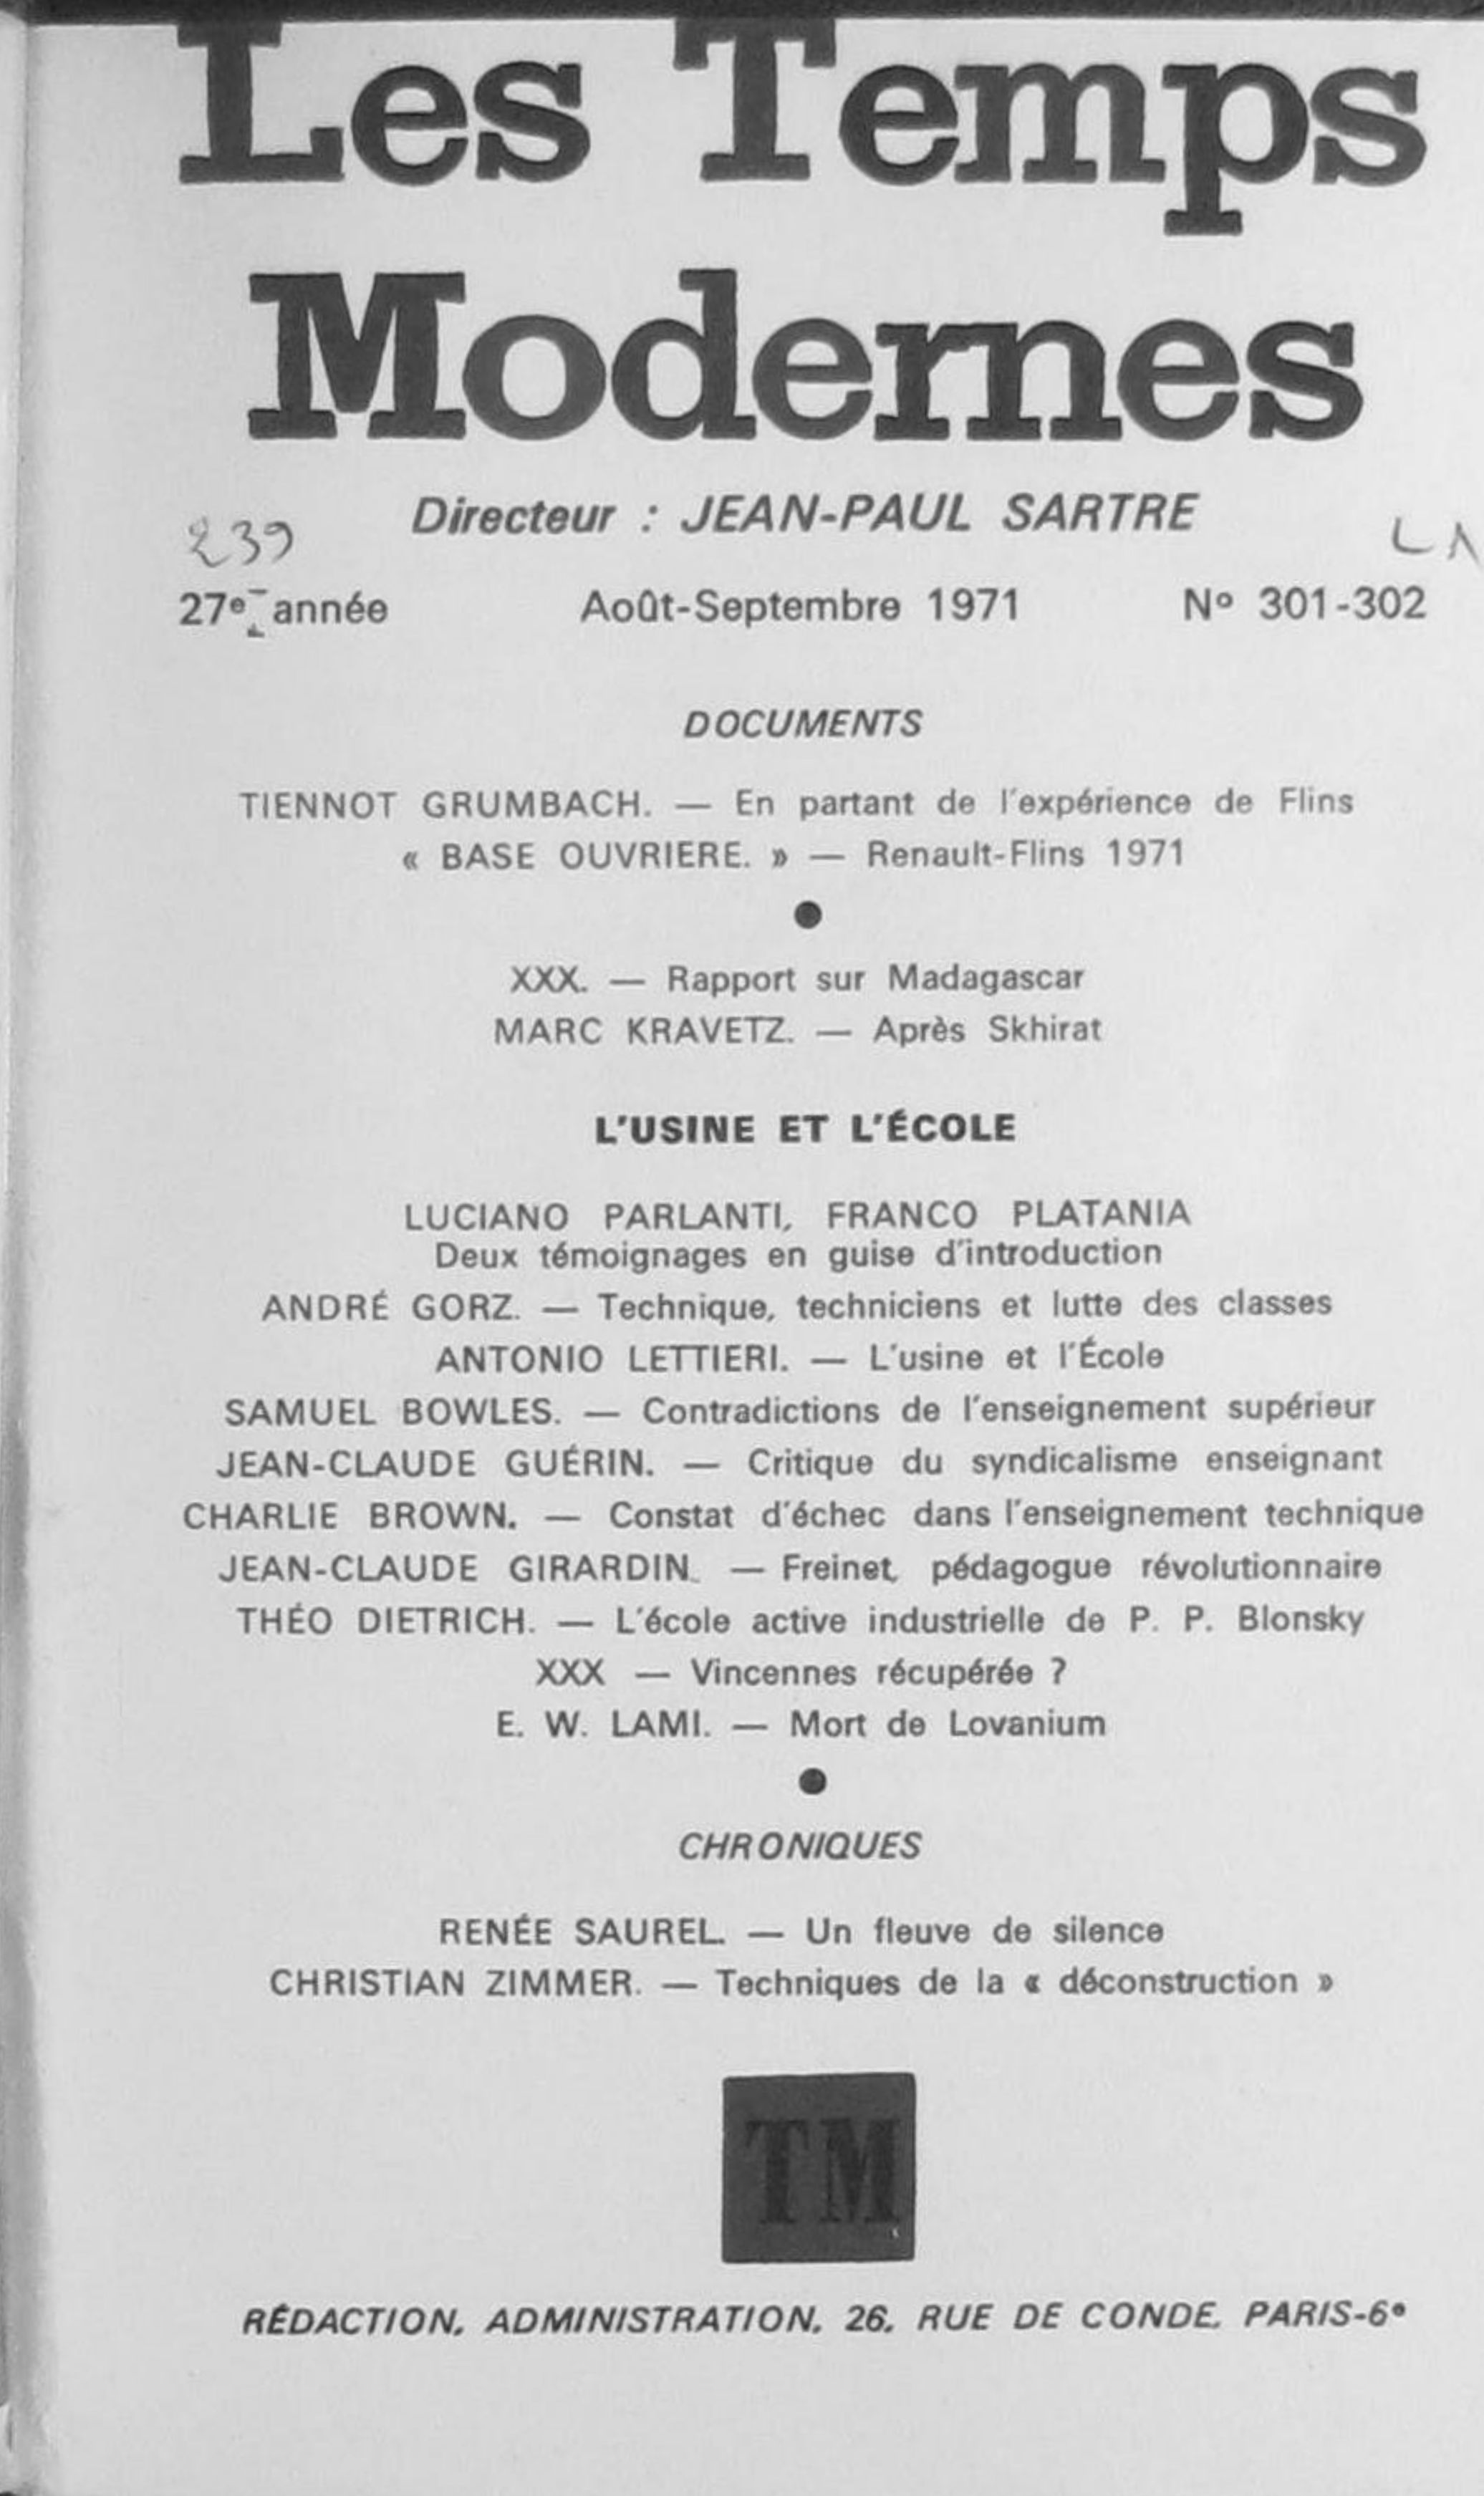 Les Temps
Modernes
Directeur : JEAN-PAUL SARTRE
239
27e année Août-Septembre 1971 Nº 301-302
DOCUMENTS
TIENNOT GRUMBACH. — En partant de l'expérience de Flins
« BASE OUVRIERE. » — Renault-Flins 1971
●
XXX. — Rapport sur Madagascar
MARC KRAVETZ. — Après Skhirat
L'USINE ET L'ÉCOLE
LUCIANO PARLANTI, FRANCO PLATANIA
Deux témoignages en guise d'introduction
ANDRÉ GORZ. — Technique, techniciens et lutte des classes
ANTONIO LETTIERI. — L'usine et l'École
SAMUEL BOWLES. — Contradictions de l'enseignement supérieur
JEAN-CLAUDE GUÉRIN. — Critique du syndicalisme enseignant
CHARLIE BROWN. — Constat d'échec dans l'enseignement technique
JEAN-CLAUDE GIRARDIN. — Freinet, pédagogue révolutionnaire
THÉO DIETRICH. — L'école active industrielle de P. P. Blonsky
XXX — Vincennes récupérée ?
E. W. LAMI. — Mort de Lovanium
●
CHRONIQUES
RENÉE SAUREL. — Un fleuve de silence
CHRISTIAN ZIMMER. — Techniques de la « déconstruction »
TM
RÉDACTION, ADMINISTRATION, 26, RUE DE CONDE, PARIS-6e